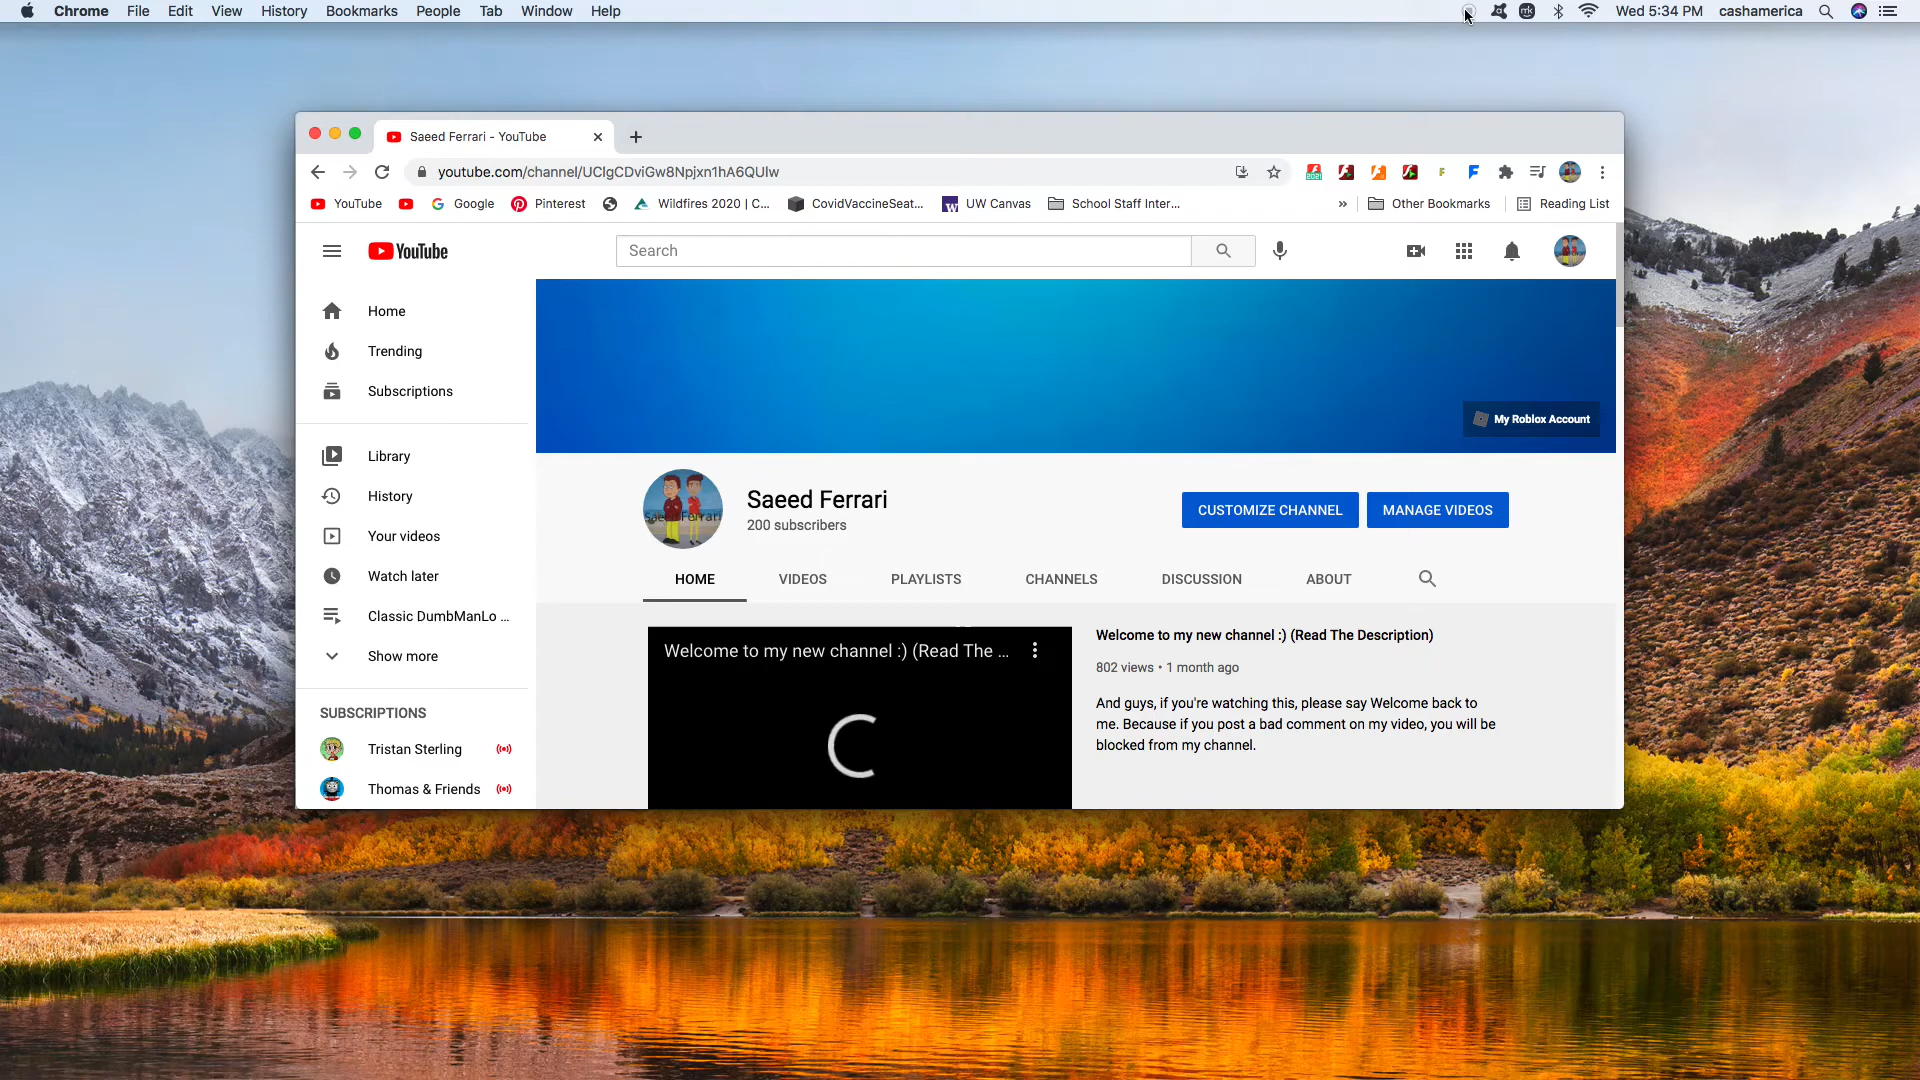 Chrome File Edit View History Bookmarks People Tab Window Help
Wed 5:34 PM cashamerica
Saeed Ferrari - YouTube
youtube.com/channel/UClgCDviGw8Npjxn1hA6QUlw
YouTube Google Pinterest Wildfires 2020 | C... CovidVaccineSeat... UW Canvas School Staff Inter... » Other Bookmarks Reading List
YouTube
Search
Home
Trending
Subscriptions
Library
History
Your videos
Watch later
Classic DumbManLo ...
Show more
SUBSCRIPTIONS
Tristan Sterling
Thomas & Friends
My Roblox Account
Saeed Ferrari
Saeed Ferrari
200 subscribers
CUSTOMIZE CHANNEL
MANAGE VIDEOS
HOME VIDEOS PLAYLISTS CHANNELS DISCUSSION ABOUT
Welcome to my new channel :) (Read The ...
Welcome to my new channel :) (Read The Description)
802 views • 1 month ago
And guys, if you're watching this, please say Welcome back to
me. Because if you post a bad comment on my video, you will be
blocked from my channel.